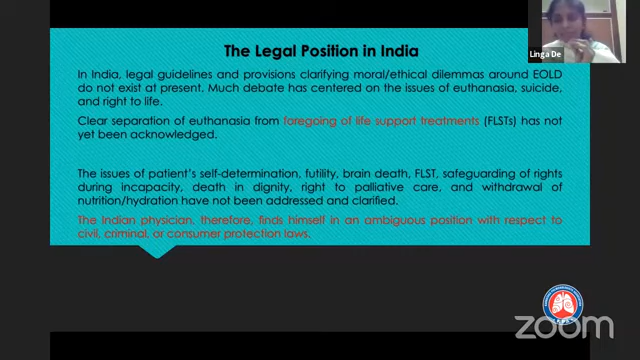 Linga De
The Legal Position in India
In India, legal guidelines and provisions clarifying moral/ethical dilemmas around EOLD
do not exist at present. Much debate has centered on the issues of euthanasia, suicide,
and right to life.
Clear separation of euthanasia from foregoing of life support treatments (FLSTs) has not
yet been acknowledged.
The issues of patient's self-determination, futility, brain death, FLST, safeguarding of rights
during incapacity, death in dignity, right to palliative care, and withdrawal of
nutrition/hydration have not been addressed and clarified.
The Indian physician, therefore, finds himself in an ambiguous position with respect to
civil, criminal, or consumer protection laws.
zoom